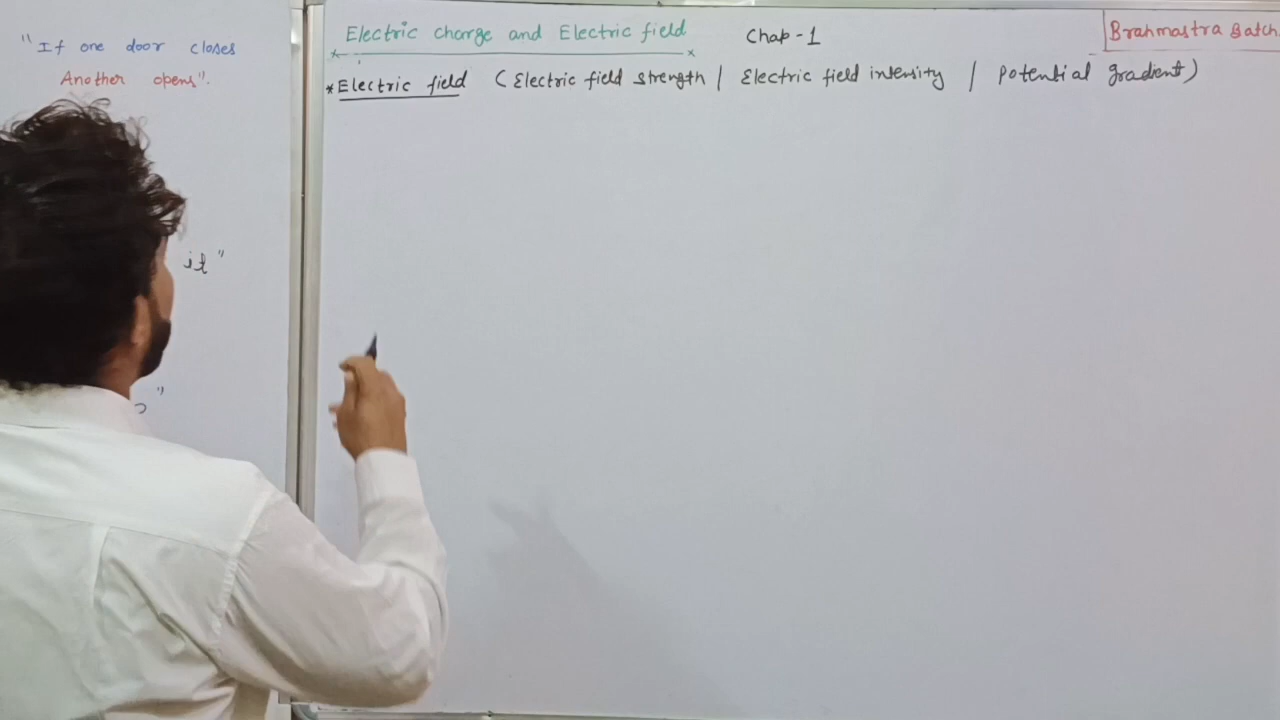 "If one door closes
Another opens".
it"
Electric charge and Electric field Chap-1
Brahmastra Batch
*Electric field (Electric field strength | Electric field intensity | Potential gradient)